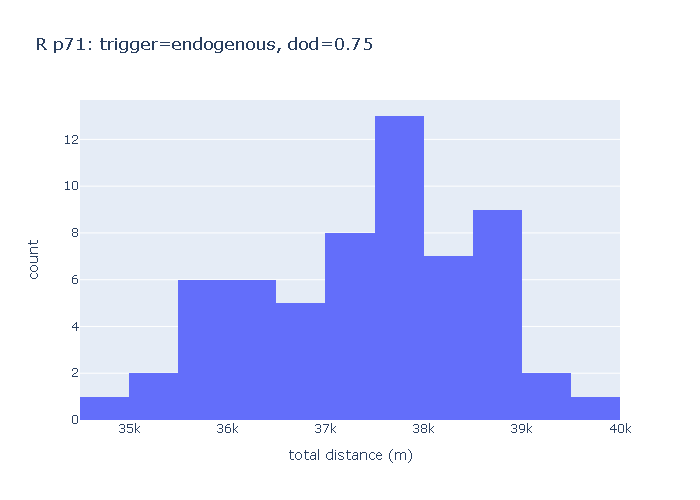 R p71: trigger=endogenous, dod=0.75
12
10
8
6
4
2
0
count
35k
36k
37k
38k
39k
40k
total distance (m)